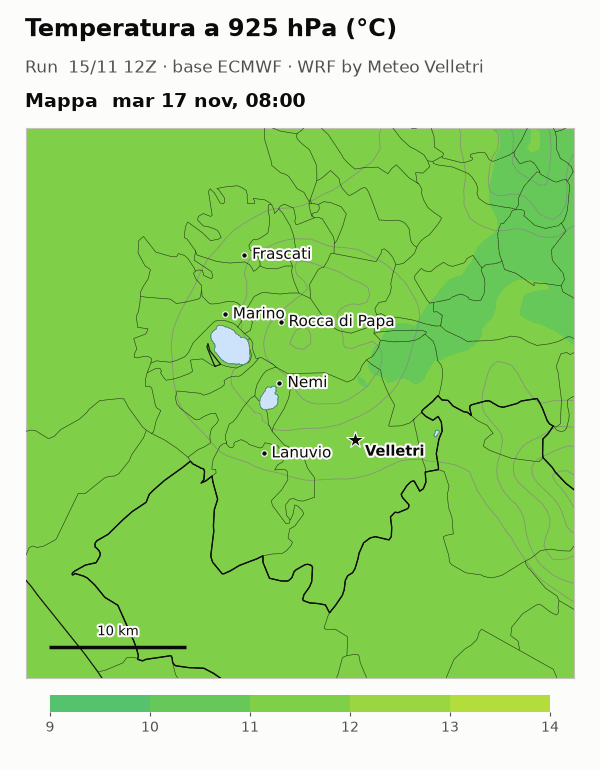 Temperatura a 925 hPa (°C)
Run  15/11 12Z · base ECMWF · WRF by Meteo Velletri
Mappa  mar 17 nov, 08:00
Frascati
Marino
Rocca di Papa
Nemi
Velletri
Lanuvio
10 km
9 10 11 12 13 14